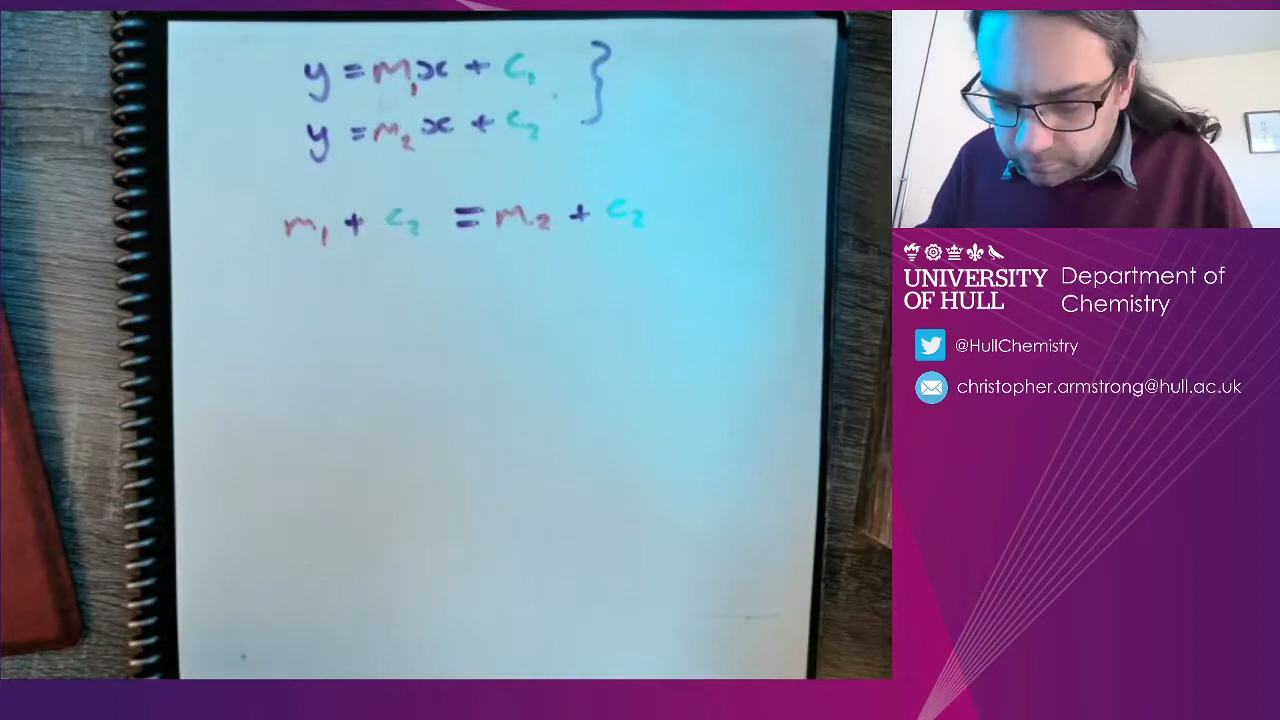 y = m₁x + c₁
y = m₂x + c₂
m₁ + c₂ = m₂ + c₂
UNIVERSITY
OF HULL
Department of
Chemistry
@HullChemistry
christopher.armstrong@hull.ac.uk